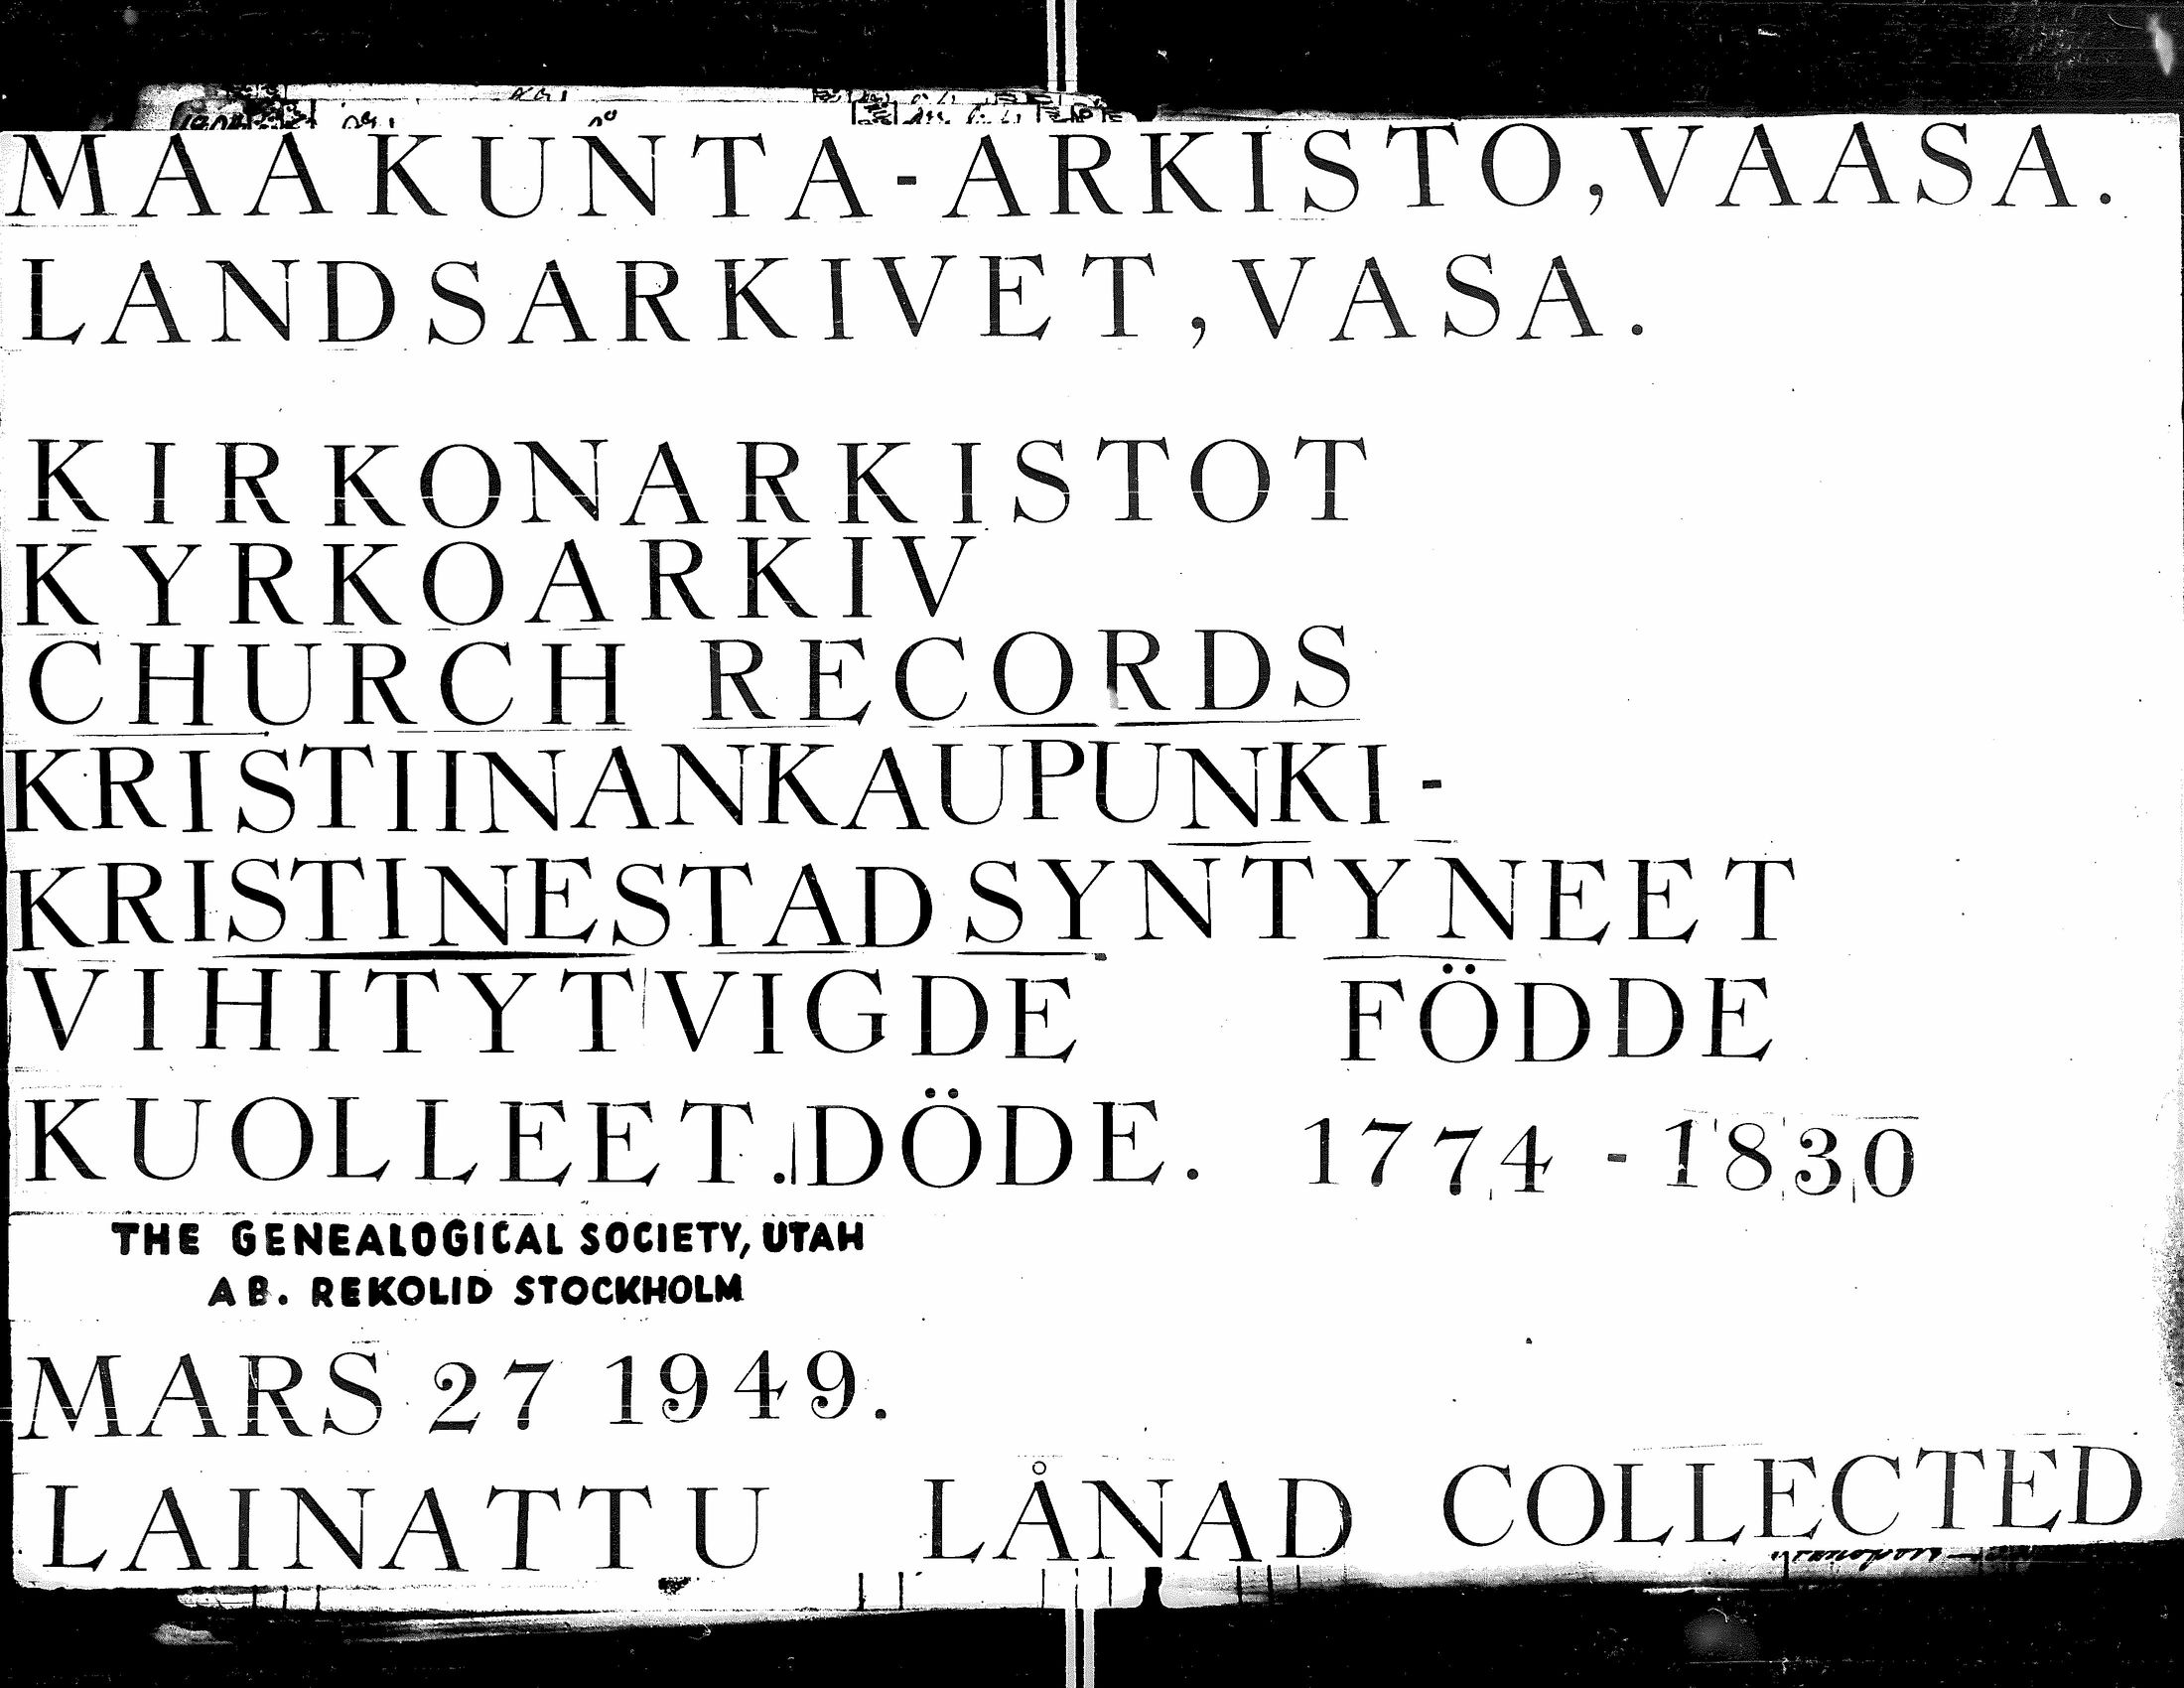 MAAKUNTA-ARKISTO, VAASA.
LANDSARKIVET, VASA.
KIRKONARKISTOT
KYRKOARKIV
CHURCH RECORDS
KRISTIINANKAUPUNKI-
KRISTINESTAD SYNTYNEET
VIHITYT VIGDE FÖDDE
KUOLLEET. DÖDE. 1774 - 1830
THE GENEALOGICAL SOCIETY, UTAH
AB. REKOLID STOCKHOLM
MARS 27 1949.
LAINATTU LÅNAD COLLECTED